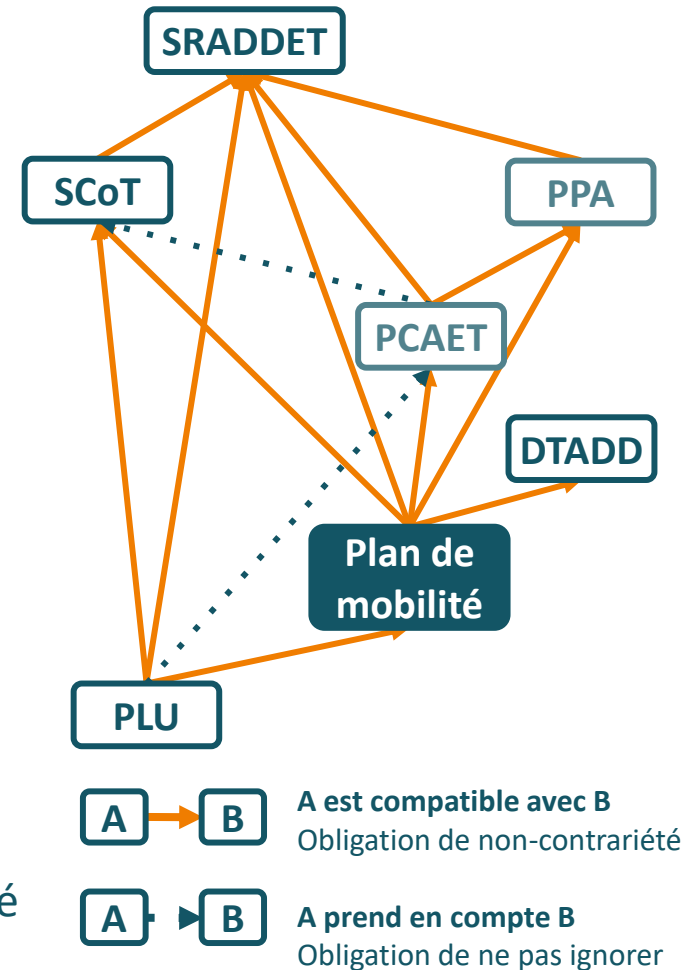 SRADDET
SCoT
PPA
PCAET
DTADD
Plan de
mobilité
PLU
A
B
A est compatible avec B
Obligation de non-contrariété
é
A
B
A prend en compte B
Obligation de ne pas ignorer